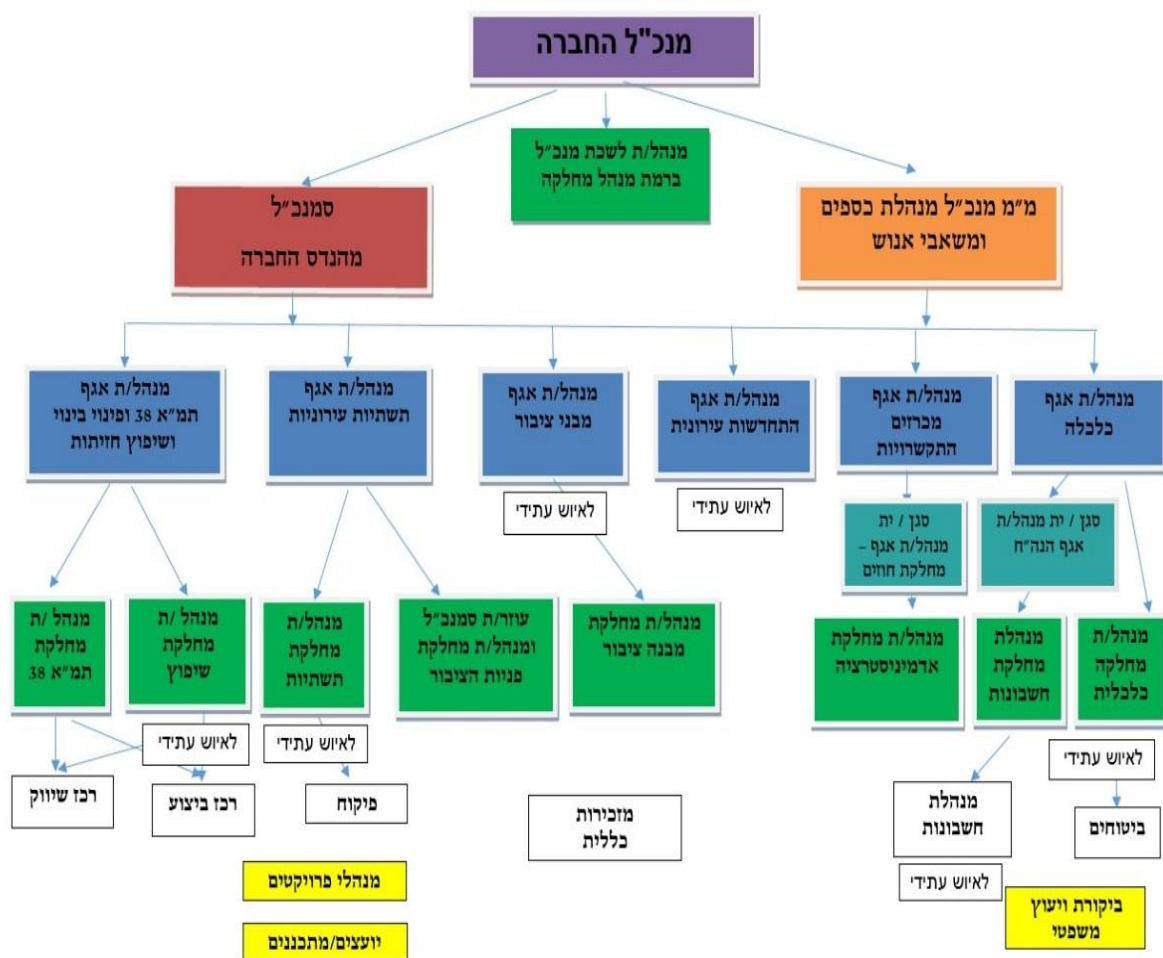 מנכ"ל החברה
מנהל/ת לשכת מנכ״ל
ברמת מנהל מחלקה
מ״מ מנכ״ל מנהלת כספים
ומשאבי אנוש
סמנכ״ל
מהנדס החברה
מנהל/ת אגף
כלכלה
מנהל/ת אגף
מכרזים
התקשרויות
מנהל/ת אגף
התחדשות עירונית
מנהל/ת אגף
מבני ציבור
מנהל/ת אגף
תשתיות עירוניות
מנהל/ת אגף
תמ״א 38 ופינוי בינוי
ושיפוץ חזיתות
לאיוש עתידי
לאיוש עתידי
סגן / ית מנהל/ת
אגף הנה״ח
סגן / ית
מנהל/ת אגף –
מחלקת חוזים
מנהל/ת
מחלקה
כלכלית
מנהלת
מחלקת
חשבונות
מנהל/ת מחלקת
אדמיניסטרציה
מנהל/ת מחלקת
מבנה ציבור
עוזר/ת סמנכ״ל
ומנהל/ת מחלקת
פניות הציבור
מנהל/ת
מחלקת
תשתיות
מנהל /ת
מחלקת
שיפוץ
מנהל /ת
מחלקת
תמ״א 38
לאיוש עתידי
לאיוש עתידי
לאיוש עתידי
ביטוחים
מנהלת
חשבונות
לאיוש עתידי
מזכירות
כללית
פיקוח
רכז ביצוע
רכז שיווק
מנהלי פרויקטים
יועצים/מתכננים
ביקורת ויעוץ
משפטי